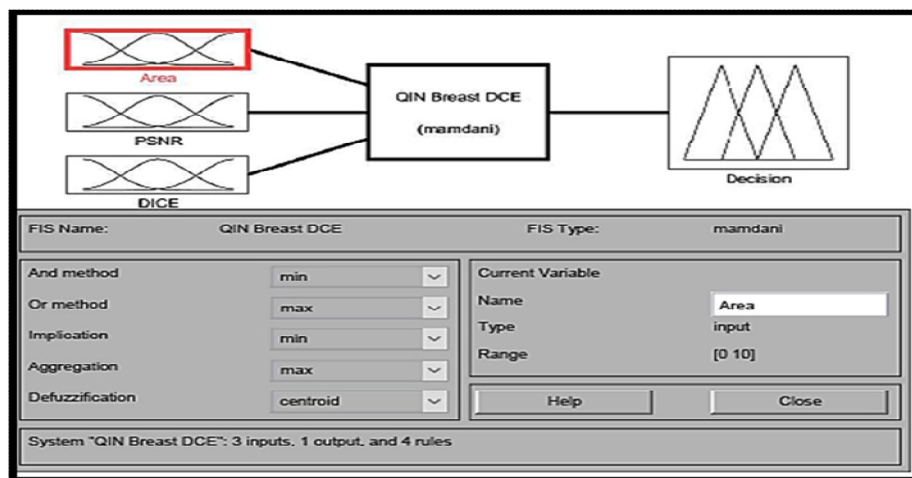 Area
PSNR
DICE
QIN Breast DCE
(mamdani)
Decision
FIS Name: QIN Breast DCE FIS Type: mamdani
And method min
Or method max
Implication min
Aggregation max
Defuzzification centroid
Current Variable
Name Area
Type input
Range [0 10]
Help Close
System "QIN Breast DCE": 3 inputs, 1 output, and 4 rules